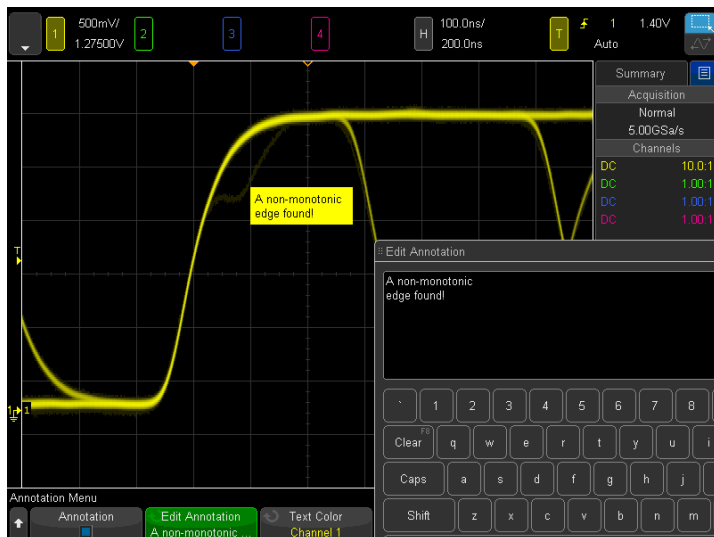 1
500mV/
1.27500V
2
3
4
H
100.0ns/
200.0ns
T
1
1.40V
Auto
Summary
Acquisition
Normal
5.00GSa/s
Channels
DC 10.0:1
DC 1.00:1
DC 1.00:1
DC 1.00:1
A non-monotonic
edge found!
T
1
1
Edit Annotation
A non-monotonic
edge found!
` 1 2 3 4 5 6 7 8
Clear F8 q w e r t y u i
Caps a s d f g h j
Shift z x c v b n m
Annotation Menu
Annotation
Edit Annotation
A non-monotonic ...
Text Color
Channel 1